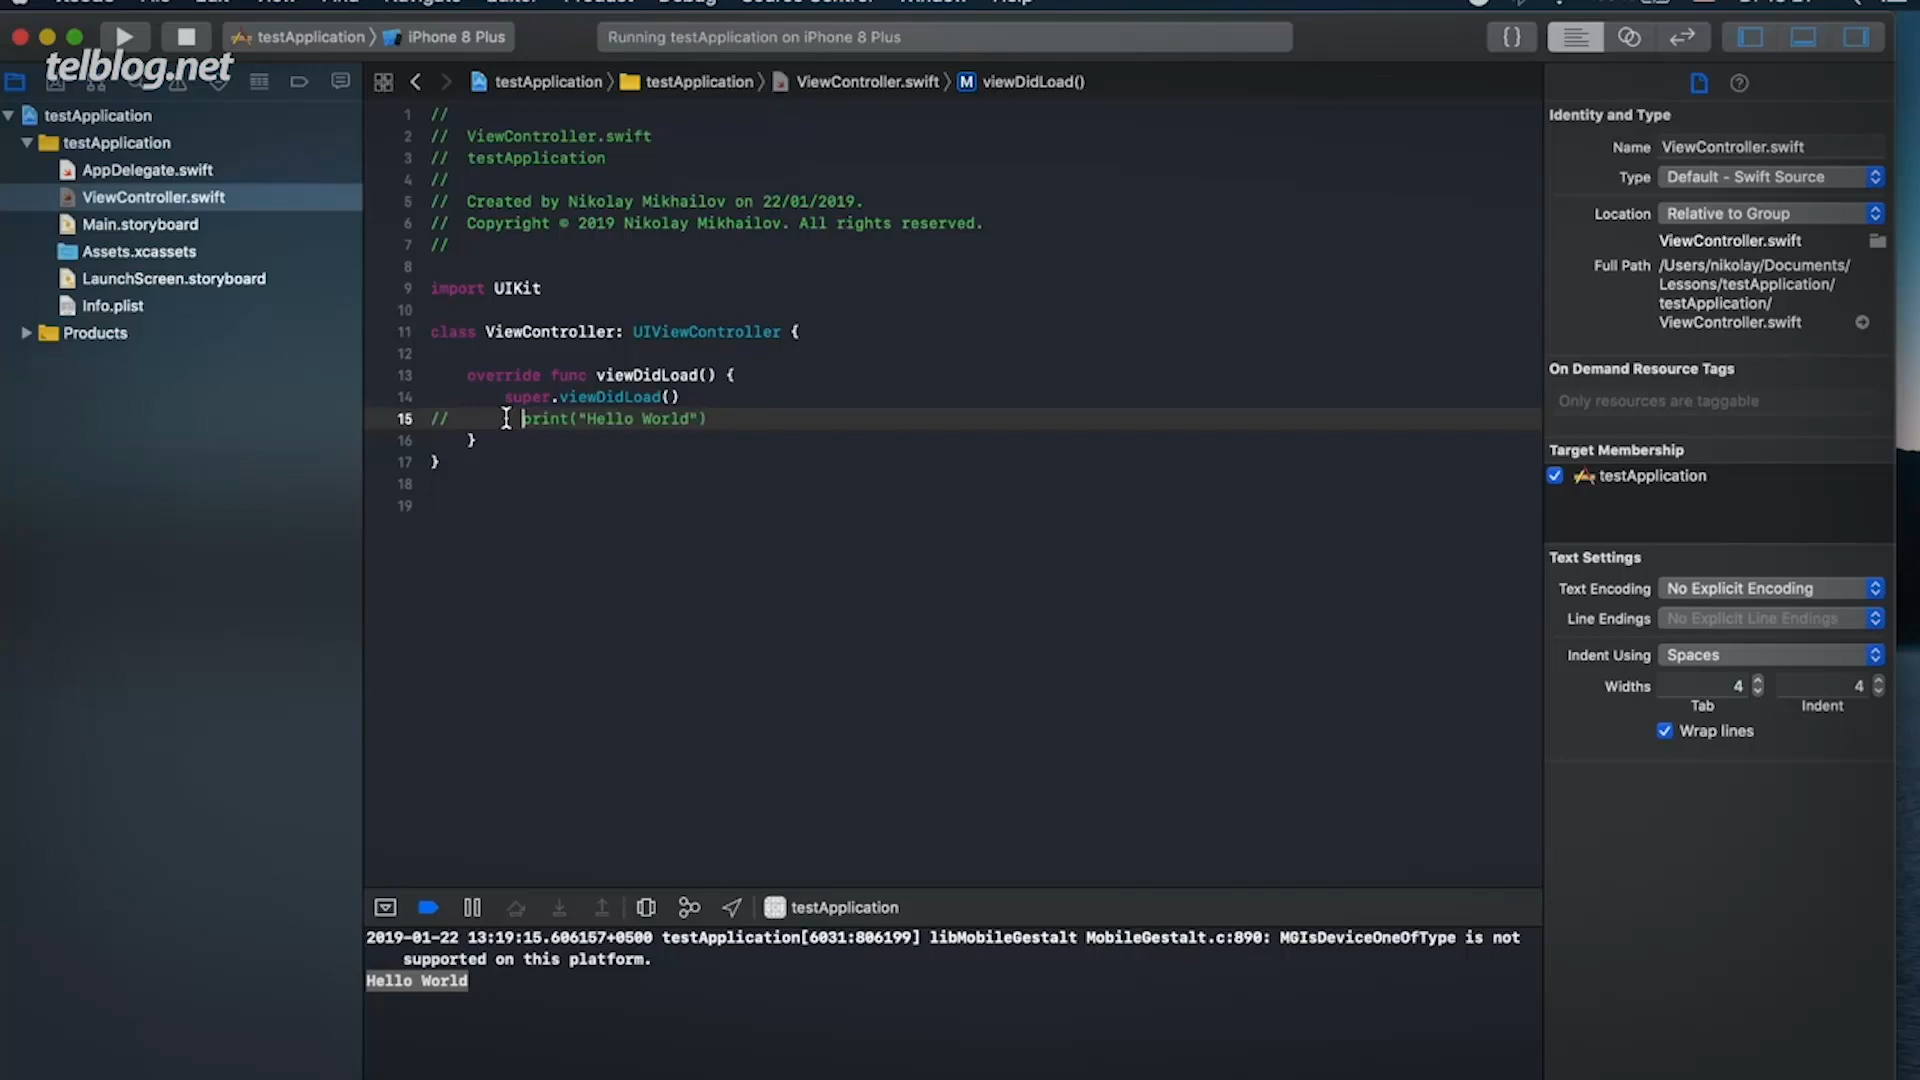 testApplication 〉 iPhone 8 Plus
Running testApplication on iPhone 8 Plus
{ }
telblog.net
testApplication 〉 testApplication 〉 ViewController.swift 〉 M viewDidLoad()
testApplication
testApplication
AppDelegate.swift
ViewController.swift
Main.storyboard
Assets.xcassets
LaunchScreen.storyboard
Info.plist
Products
1 //
2 // ViewController.swift
3 // testApplication
4 //
5 // Created by Nikolay Mikhailov on 22/01/2019.
6 // Copyright © 2019 Nikolay Mikhailov. All rights reserved.
7 //
8
9 import UIKit
10
11 class ViewController: UIViewController {
12
13 override func viewDidLoad() {
14 super.viewDidLoad()
15 // print("Hello World")
16 }
17 }
18
19
Identity and Type
Name ViewController.swift
Type Default - Swift Source
Location Relative to Group
ViewController.swift
Full Path /Users/nikolay/Documents/
Lessons/testApplication/
testApplication/
ViewController.swift
On Demand Resource Tags
Only resources are taggable
Target Membership
testApplication
Text Settings
Text Encoding No Explicit Encoding
Line Endings No Explicit Line Endings
Indent Using Spaces
Widths 4 4
Tab Indent
Wrap lines
testApplication
2019-01-22 13:19:15.606157+0500 testApplication[6031:806199] libMobileGestalt MobileGestalt.c:890: MGIsDeviceOneOfType is not
supported on this platform.
Hello World